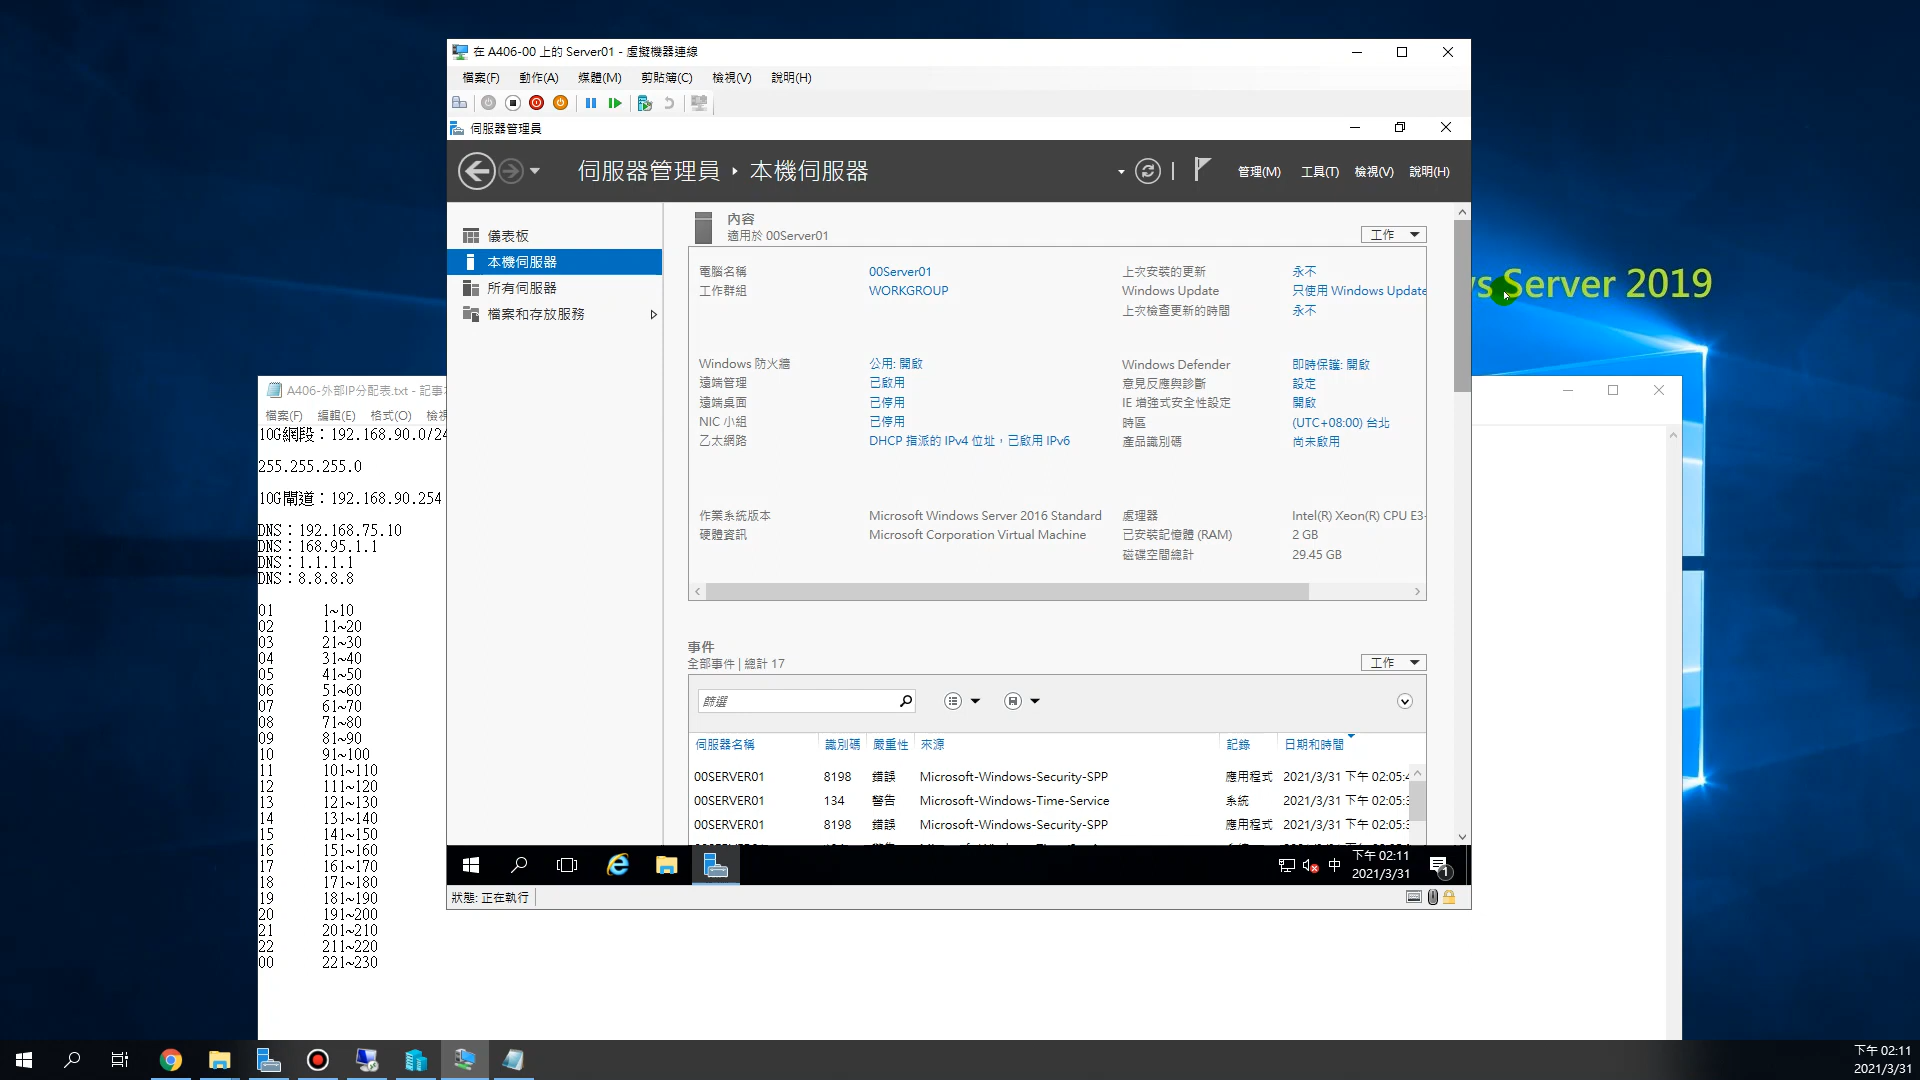 在 A406-00 上的 Server01 - 虛擬機器連線
檔案(F) 動作(A) 媒體(M) 剪貼簿(C) 檢視(V) 說明(H)
伺服器管理員
伺服器管理員 ‣ 本機伺服器
管理(M) 工具(T) 檢視(V) 說明(H)
儀表板
本機伺服器
所有伺服器
檔案和存放服務
內容
適用於 00Server01
工作
電腦名稱 00Server01 上次安裝的更新 永不
工作群組 WORKGROUP Windows Update 只使用 Windows Update
上次檢查更新的時間 永不
Windows 防火牆 公用: 開啟 Windows Defender 即時保護: 開啟
遠端管理 已啟用 意見反應與診斷 設定
遠端桌面 已停用 IE 增強式安全性設定 開啟
NIC 小組 已停用 時區 (UTC+08:00) 台北
乙太網路 DHCP 指派的 IPv4 位址，已啟用 IPv6 產品識別碼 尚未啟用
作業系統版本 Microsoft Windows Server 2016 Standard 處理器 Intel(R) Xeon(R) CPU E3-
硬體資訊 Microsoft Corporation Virtual Machine 已安裝記憶體 (RAM) 2 GB
磁碟空間總計 29.45 GB
事件
全部事件 | 總計 17
工作
篩選
伺服器名稱 識別碼 嚴重性 來源 記錄 日期和時間
00SERVER01 8198 錯誤 Microsoft-Windows-Security-SPP 應用程式 2021/3/31 下午 02:05:4
00SERVER01 134 警告 Microsoft-Windows-Time-Service 系統 2021/3/31 下午 02:05:3
00SERVER01 8198 錯誤 Microsoft-Windows-Security-SPP 應用程式 2021/3/31 下午 02:05:3
中
下午 02:11
2021/3/31
1
狀態: 正在執行
s Server 2019
A406-外部IP分配表.txt - 記事
檔案(F) 編輯(E) 格式(O) 檢視
10G網段：192.168.90.0/24
255.255.255.0
10G閘道：192.168.90.254
DNS：192.168.75.10
DNS：168.95.1.1
DNS：1.1.1.1
DNS：8.8.8.8
01 1~10
02 11~20
03 21~30
04 31~40
05 41~50
06 51~60
07 61~70
08 71~80
09 81~90
10 91~100
11 101~110
12 111~120
13 121~130
14 131~140
15 141~150
16 151~160
17 161~170
18 171~180
19 181~190
20 191~200
21 201~210
22 211~220
00 221~230
下午 02:11
2021/3/31